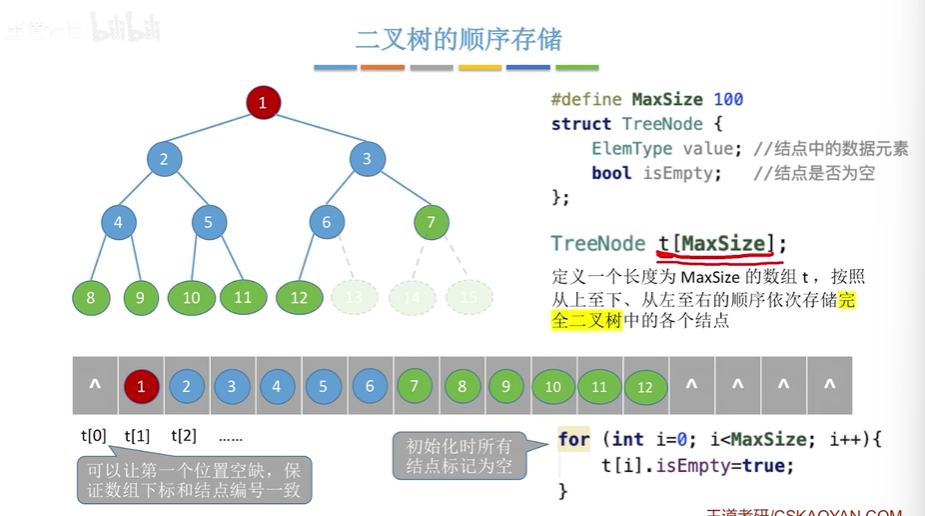 bilibili
二叉树的顺序存储
#define MaxSize 100
struct TreeNode {
ElemType value; //结点中的数据元素
bool isEmpty; //结点是否为空
};
TreeNode t[MaxSize];
定义一个长度为 MaxSize 的数组 t ，按照
从上至下、从左至右的顺序依次存储完
全二叉树中的各个结点
1
2 3
4 5 6 7
8 9 10 11 12 13 14 15
^ 1 2 3 4 5 6 7 8 9 10 11 12 ^ ^ ^ ^
t[0] t[1] t[2] ……
可以让第一个位置空缺，保
证数组下标和结点编号一致
初始化时所有
结点标记为空
for (int i=0; i<MaxSize; i++){
t[i].isEmpty=true;
}
王道考研/CSKAOYAN.COM